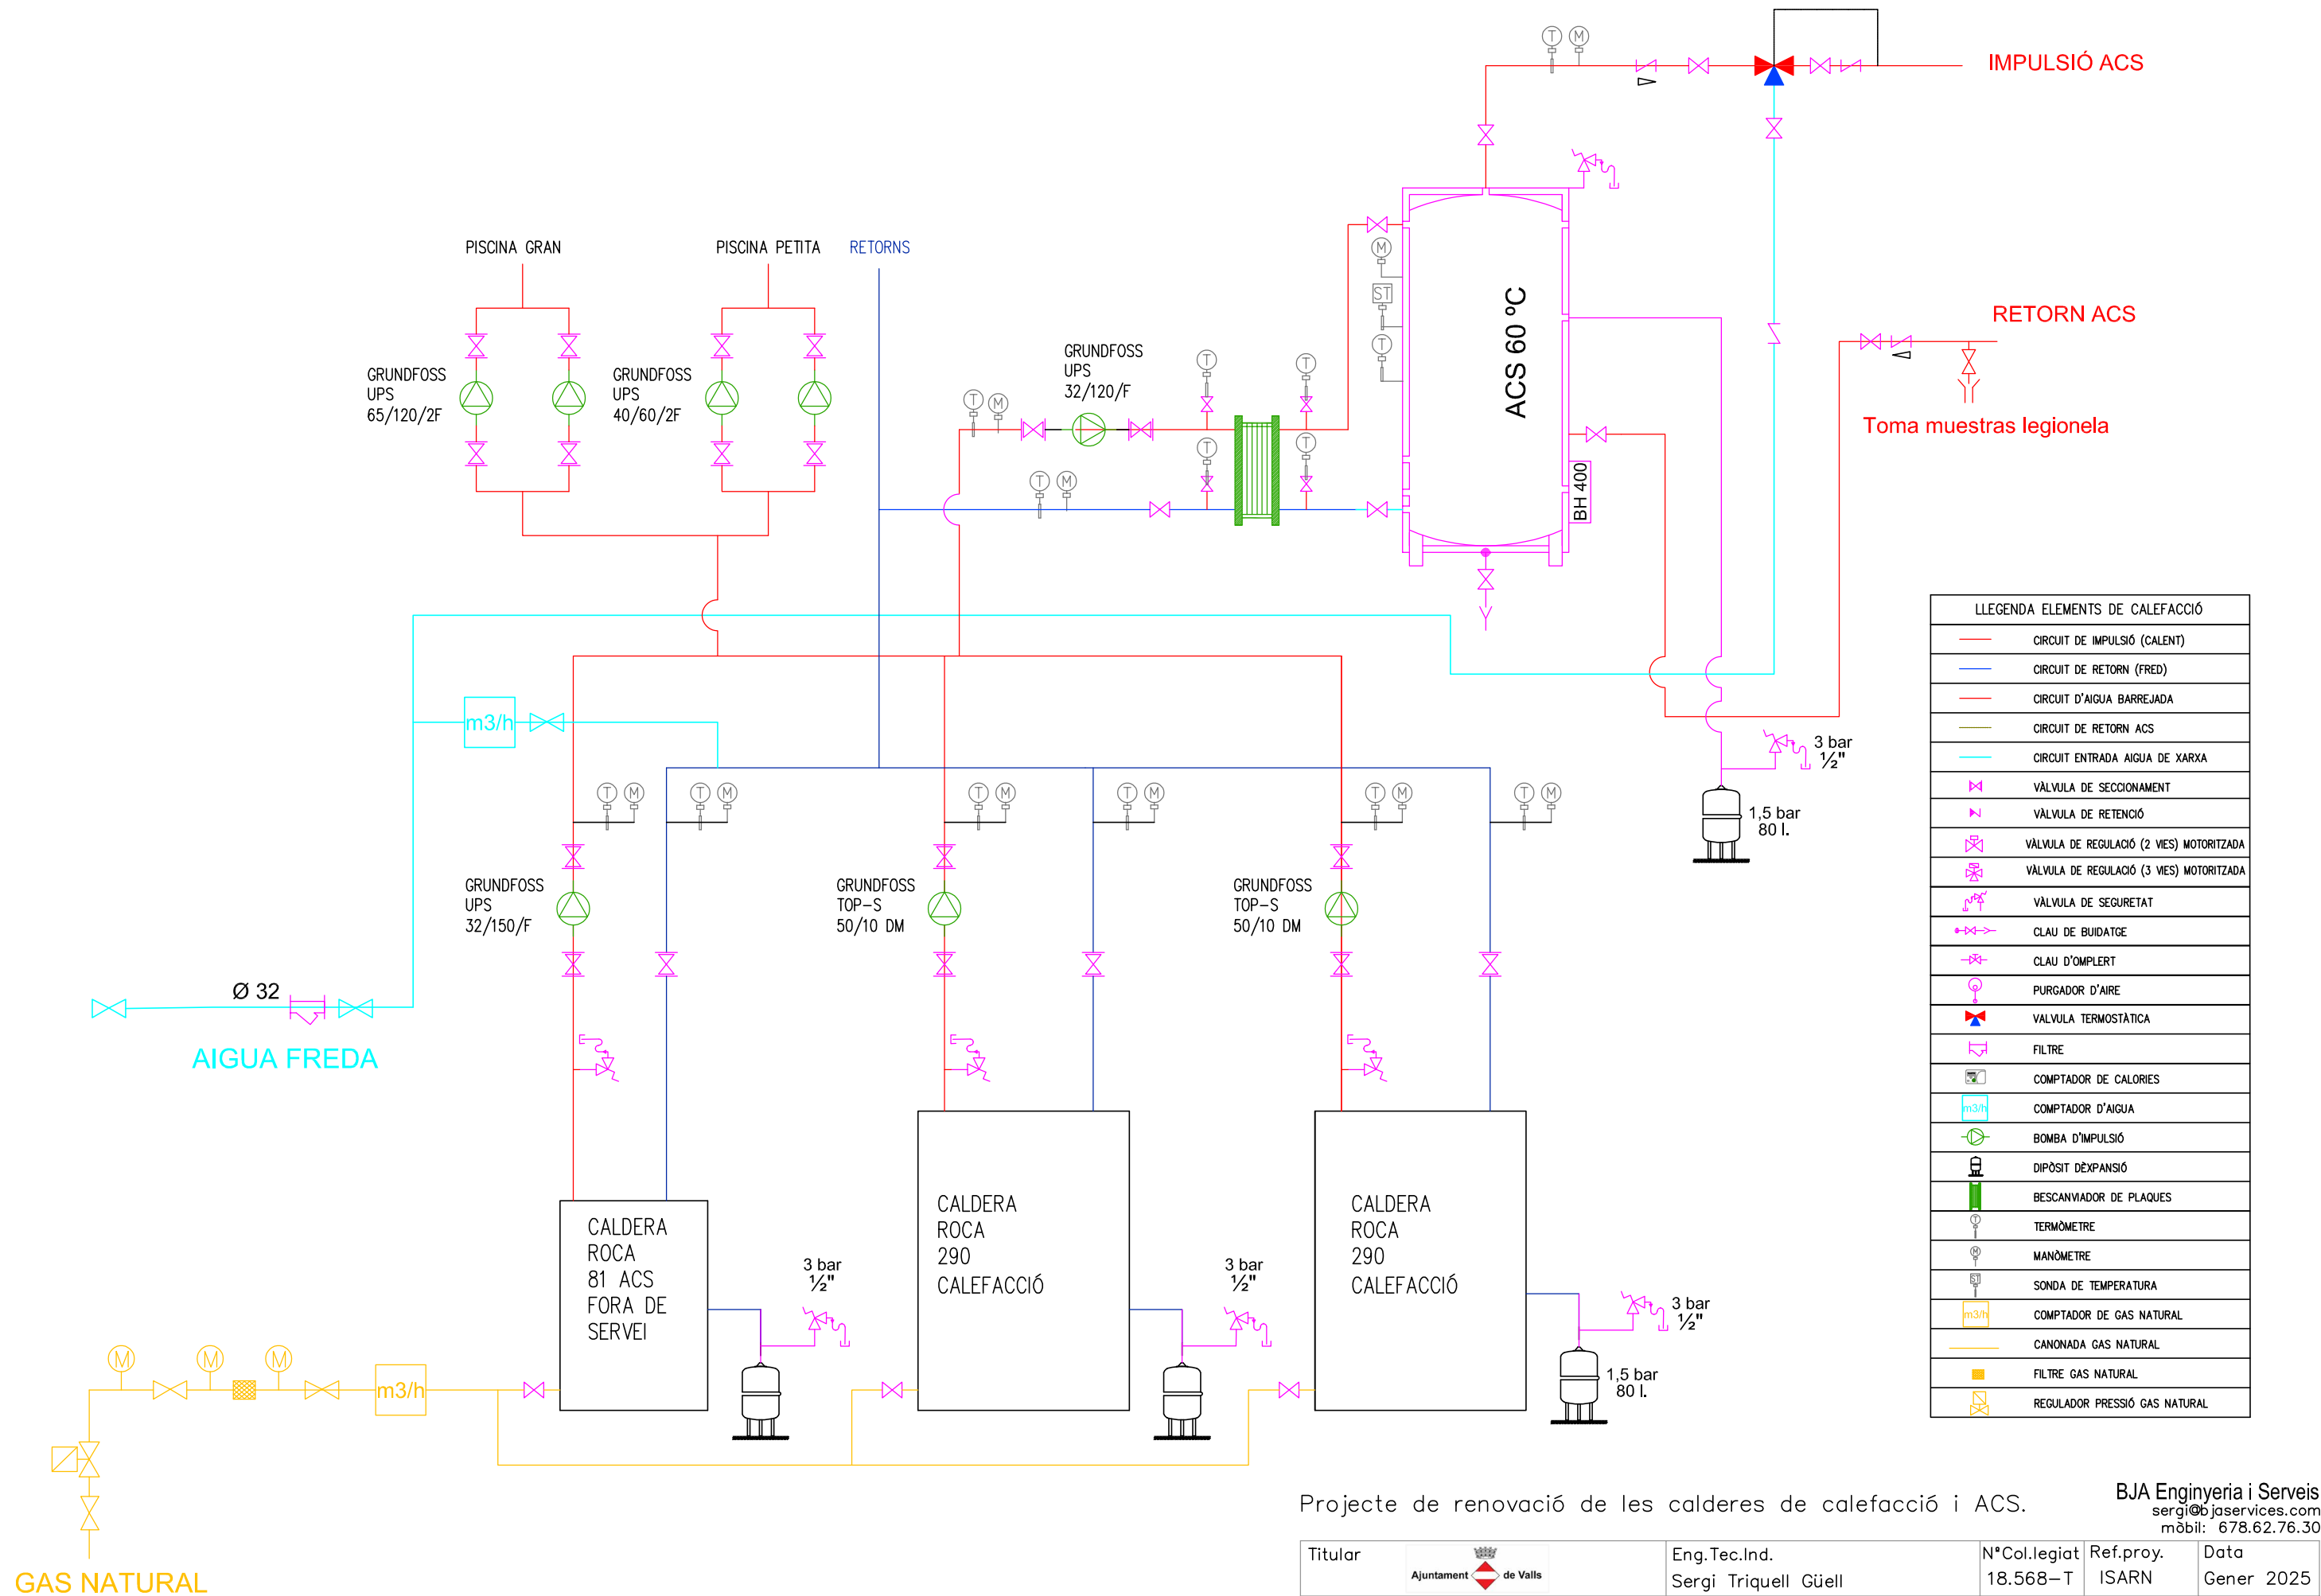 IMPULSIÓ ACS
T M
PISCINA GRAN
PISCINA PETITA
RETORNS
M
ST
T
ACS 60 ºC
BH 400
RETORN ACS
Toma muestras legionela
GRUNDFOSS
UPS
65/120/2F
GRUNDFOSS
UPS
40/60/2F
GRUNDFOSS
UPS
32/120/F
T M
T
T
T
T
T M
m3/h
T M
T M
T M
T M
T M
T M
3 bar
½"
1,5 bar
80 l.
GRUNDFOSS
UPS
32/150/F
GRUNDFOSS
TOP-S
50/10 DM
GRUNDFOSS
TOP-S
50/10 DM
Ø 32
AIGUA FREDA
CALDERA
ROCA
81 ACS
FORA DE
SERVEI
CALDERA
ROCA
290
CALEFACCIÓ
CALDERA
ROCA
290
CALEFACCIÓ
3 bar
½"
3 bar
½"
3 bar
½"
1,5 bar
80 l.
M
M
M
m3/h
GAS NATURAL
LLEGENDA ELEMENTS DE CALEFACCIÓ
CIRCUIT DE IMPULSIÓ (CALENT)
CIRCUIT DE RETORN (FRED)
CIRCUIT D'AIGUA BARREJADA
CIRCUIT DE RETORN ACS
CIRCUIT ENTRADA AIGUA DE XARXA
VÀLVULA DE SECCIONAMENT
VÀLVULA DE RETENCIÓ
VÀLVULA DE REGULACIÓ (2 VIES) MOTORITZADA
VÀLVULA DE REGULACIÓ (3 VIES) MOTORITZADA
VÀLVULA DE SEGURETAT
CLAU DE BUIDATGE
CLAU D'OMPLERT
PURGADOR D'AIRE
VALVULA TERMOSTÀTICA
FILTRE
COMPTADOR DE CALORIES
m3/h COMPTADOR D'AIGUA
BOMBA D'IMPULSIÓ
DIPÒSIT DÈXPANSIÓ
BESCANVIADOR DE PLAQUES
T TERMÒMETRE
M MANÒMETRE
ST SONDA DE TEMPERATURA
m3/h COMPTADOR DE GAS NATURAL
CANONADA GAS NATURAL
FILTRE GAS NATURAL
REGULADOR PRESSIÓ GAS NATURAL
Projecte de renovació de les calderes de calefacció i ACS.
BJA Enginyeria i Serveis
sergi@bjaservices.com
mòbil: 678.62.76.30
Titular
Ajuntament de Valls
Eng.Tec.Ind.
Sergi Triquell Güell
NºCol.legiat
18.568-T
Ref.proy.
ISARN
Data
Gener 2025